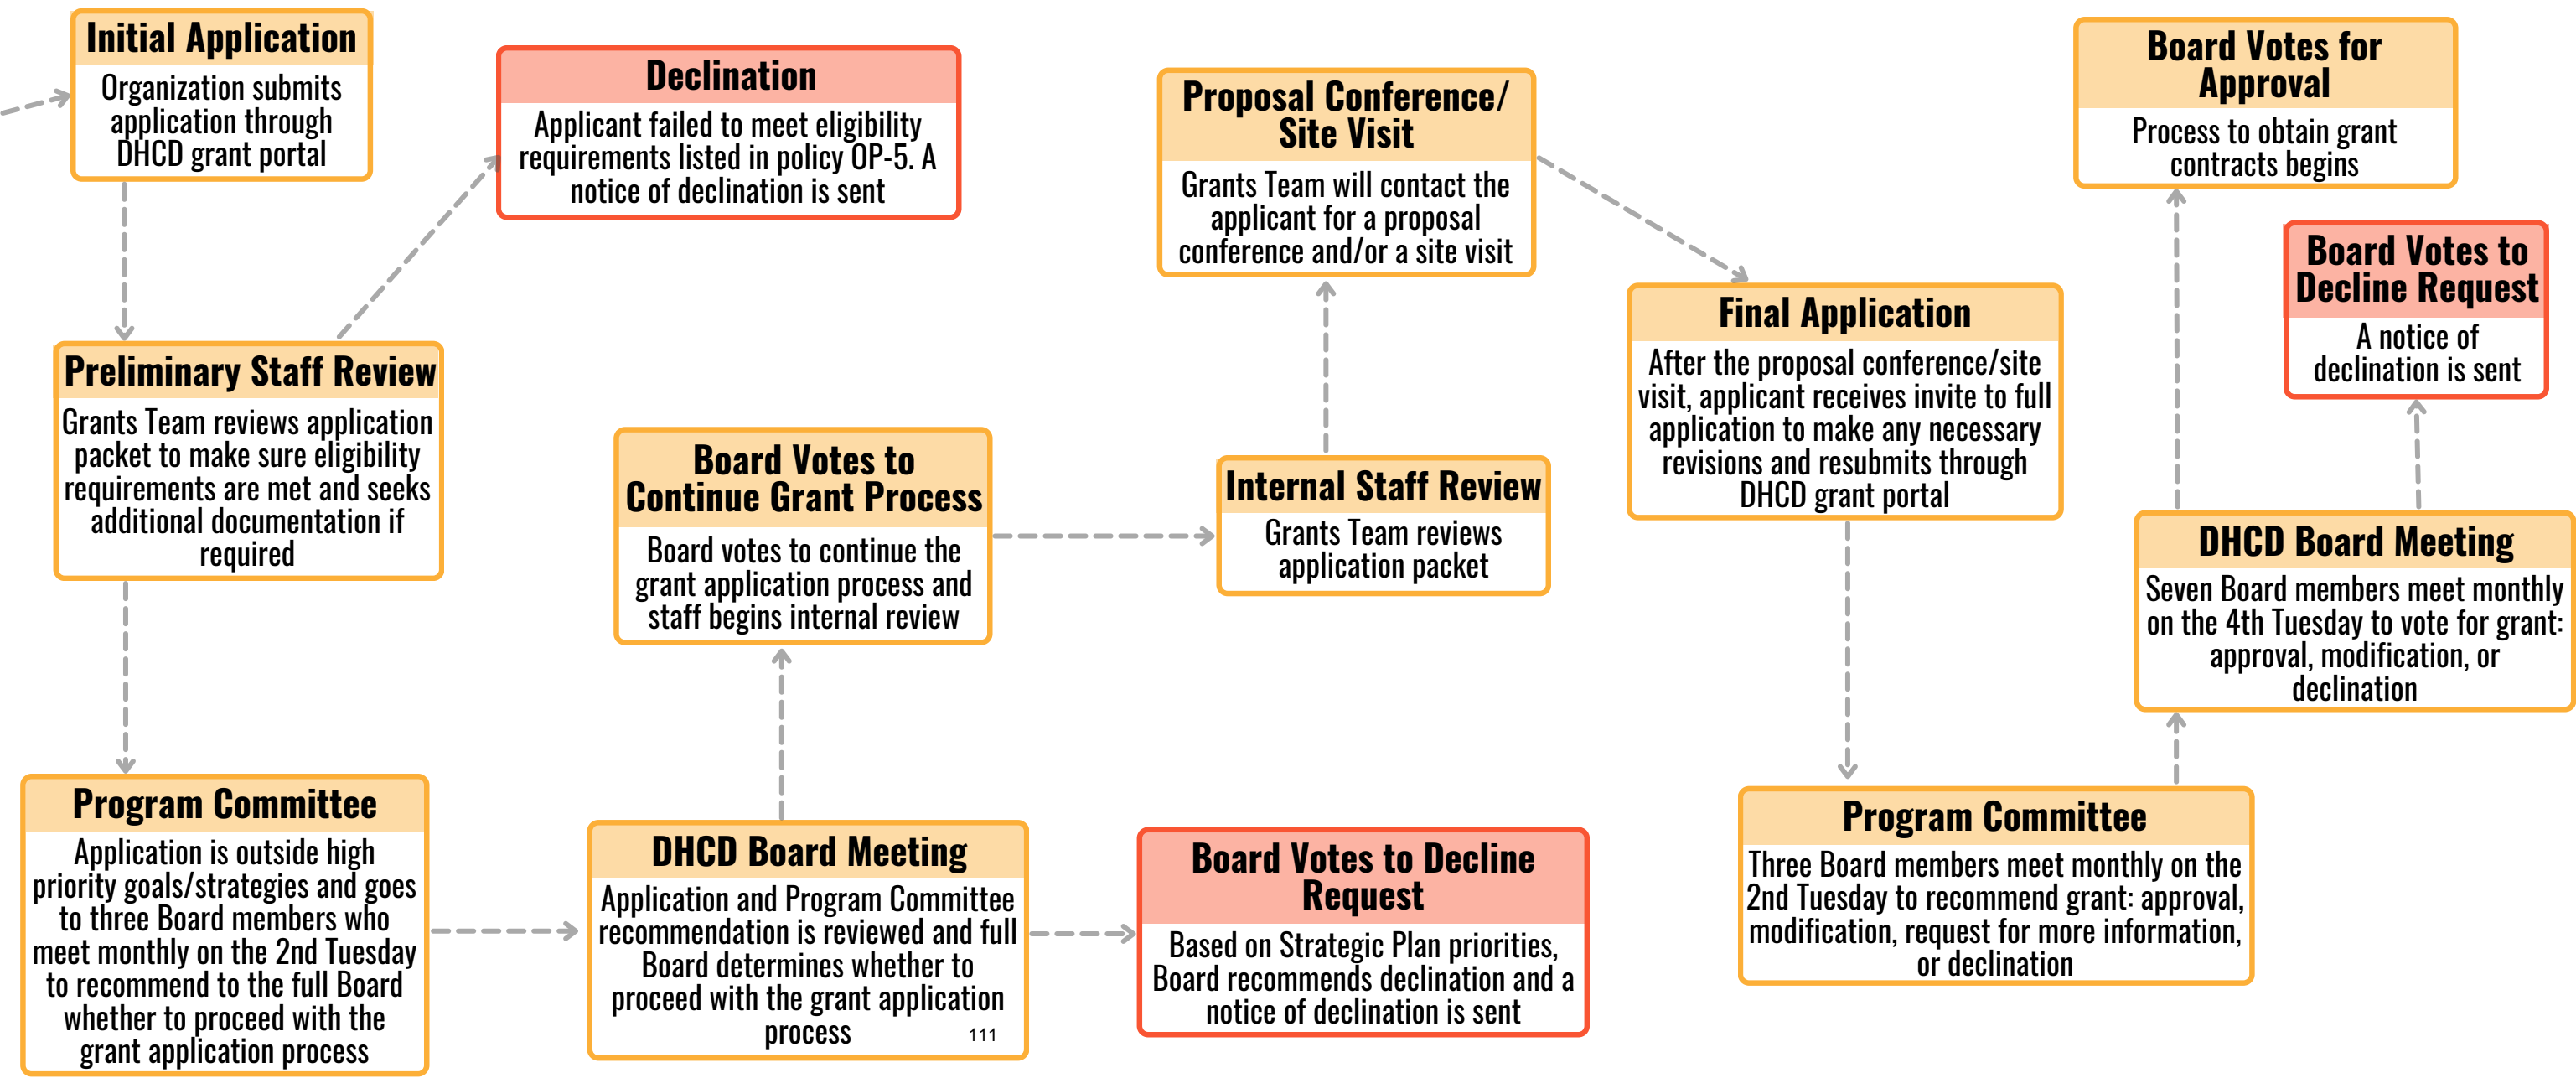 Initial Application
Organization submits
application through
DHCD grant portal
Declination
Applicant failed to meet eligibility
requirements listed in policy OP-5. A
notice of declination is sent
Preliminary Staff Review
Grants Team reviews application
packet to make sure eligibility
requirements are met and seeks
additional documentation if
required
Program Committee
Application is outside high
priority goals/strategies and goes
to three Board members who
meet monthly on the 2nd Tuesday
to recommend to the full Board
whether to proceed with the
grant application process
DHCD Board Meeting
Application and Program Committee
recommendation is reviewed and full
Board determines whether to
proceed with the grant application
process
111
Board Votes to Decline
Request
Based on Strategic Plan priorities,
Board recommends declination and a
notice of declination is sent
Board Votes to
Continue Grant Process
Board votes to continue the
grant application process and
staff begins internal review
Internal Staff Review
Grants Team reviews
application packet
Proposal Conference/
Site Visit
Grants Team will contact the
applicant for a proposal
conference and/or a site visit
Final Application
After the proposal conference/site
visit, applicant receives invite to full
application to make any necessary
revisions and resubmits through
DHCD grant portal
Program Committee
Three Board members meet monthly on the
2nd Tuesday to recommend grant: approval,
modification, request for more information,
or declination
DHCD Board Meeting
Seven Board members meet monthly
on the 4th Tuesday to vote for grant:
approval, modification, or
declination
Board Votes for
Approval
Process to obtain grant
contracts begins
Board Votes to
Decline Request
A notice of
declination is sent